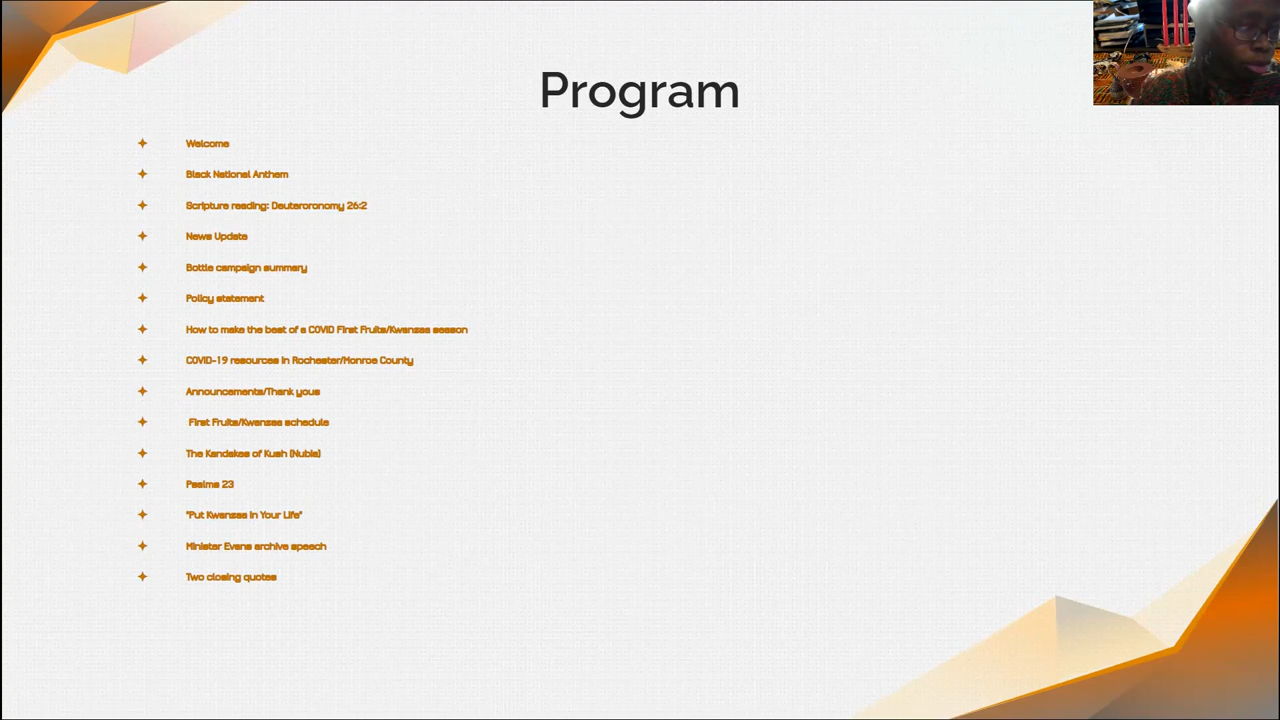 Program
Welcome
Black National Anthem
Scripture reading: Deuteroronomy 26:2
News Update
Bottle campaign summary
Policy statement
How to make the best of a COVID First Fruits/Kwanzaa season
COVID-19 resources in Rochester/Monroe County
Announcements/Thank yous
First Fruits/Kwanzaa schedule
The Kandakes of Kush (Nubia)
Psalms 23
"Put Kwanzaa in Your Life"
Minister Evans archive speech
Two closing quotes